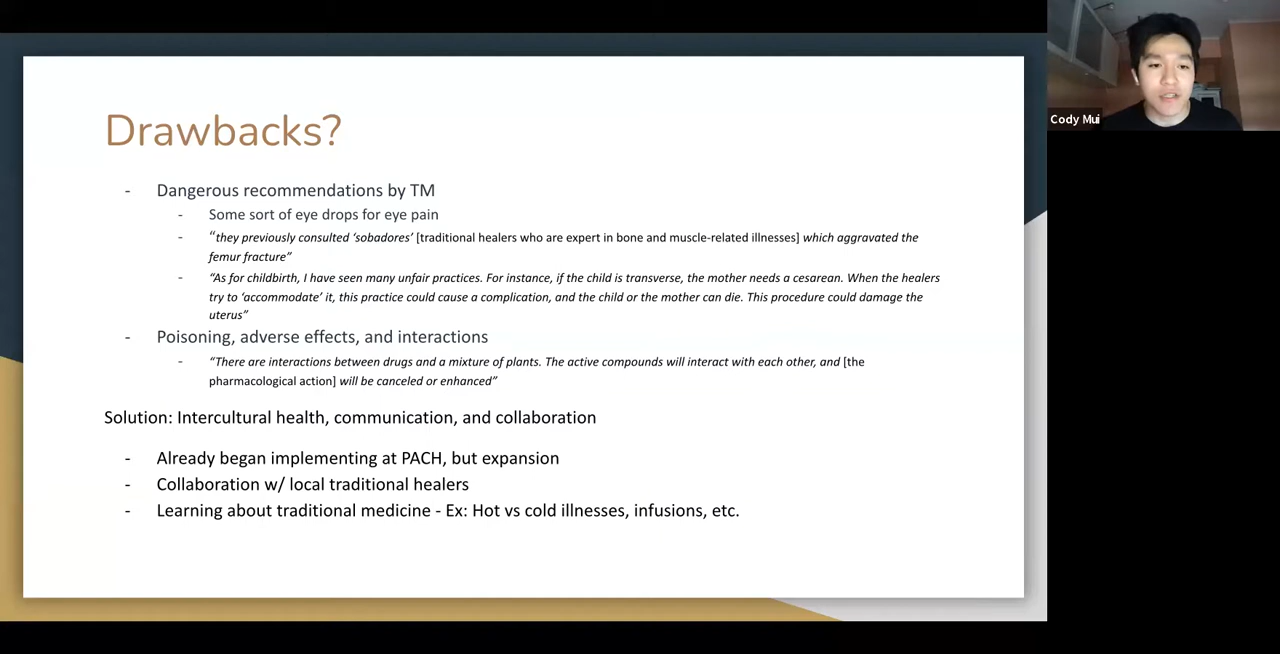 Drawbacks?
- Dangerous recommendations by TM
- Some sort of eye drops for eye pain
- “they previously consulted ‘sobadores’ [traditional healers who are expert in bone and muscle-related illnesses] which aggravated the
femur fracture”
- “As for childbirth, I have seen many unfair practices. For instance, if the child is transverse, the mother needs a cesarean. When the healers
try to ‘accommodate’ it, this practice could cause a complication, and the child or the mother can die. This procedure could damage the
uterus”
- Poisoning, adverse effects, and interactions
- “There are interactions between drugs and a mixture of plants. The active compounds will interact with each other, and [the
pharmacological action] will be canceled or enhanced”
Solution: Intercultural health, communication, and collaboration
- Already began implementing at PACH, but expansion
- Collaboration w/ local traditional healers
- Learning about traditional medicine - Ex: Hot vs cold illnesses, infusions, etc.
Cody Mui